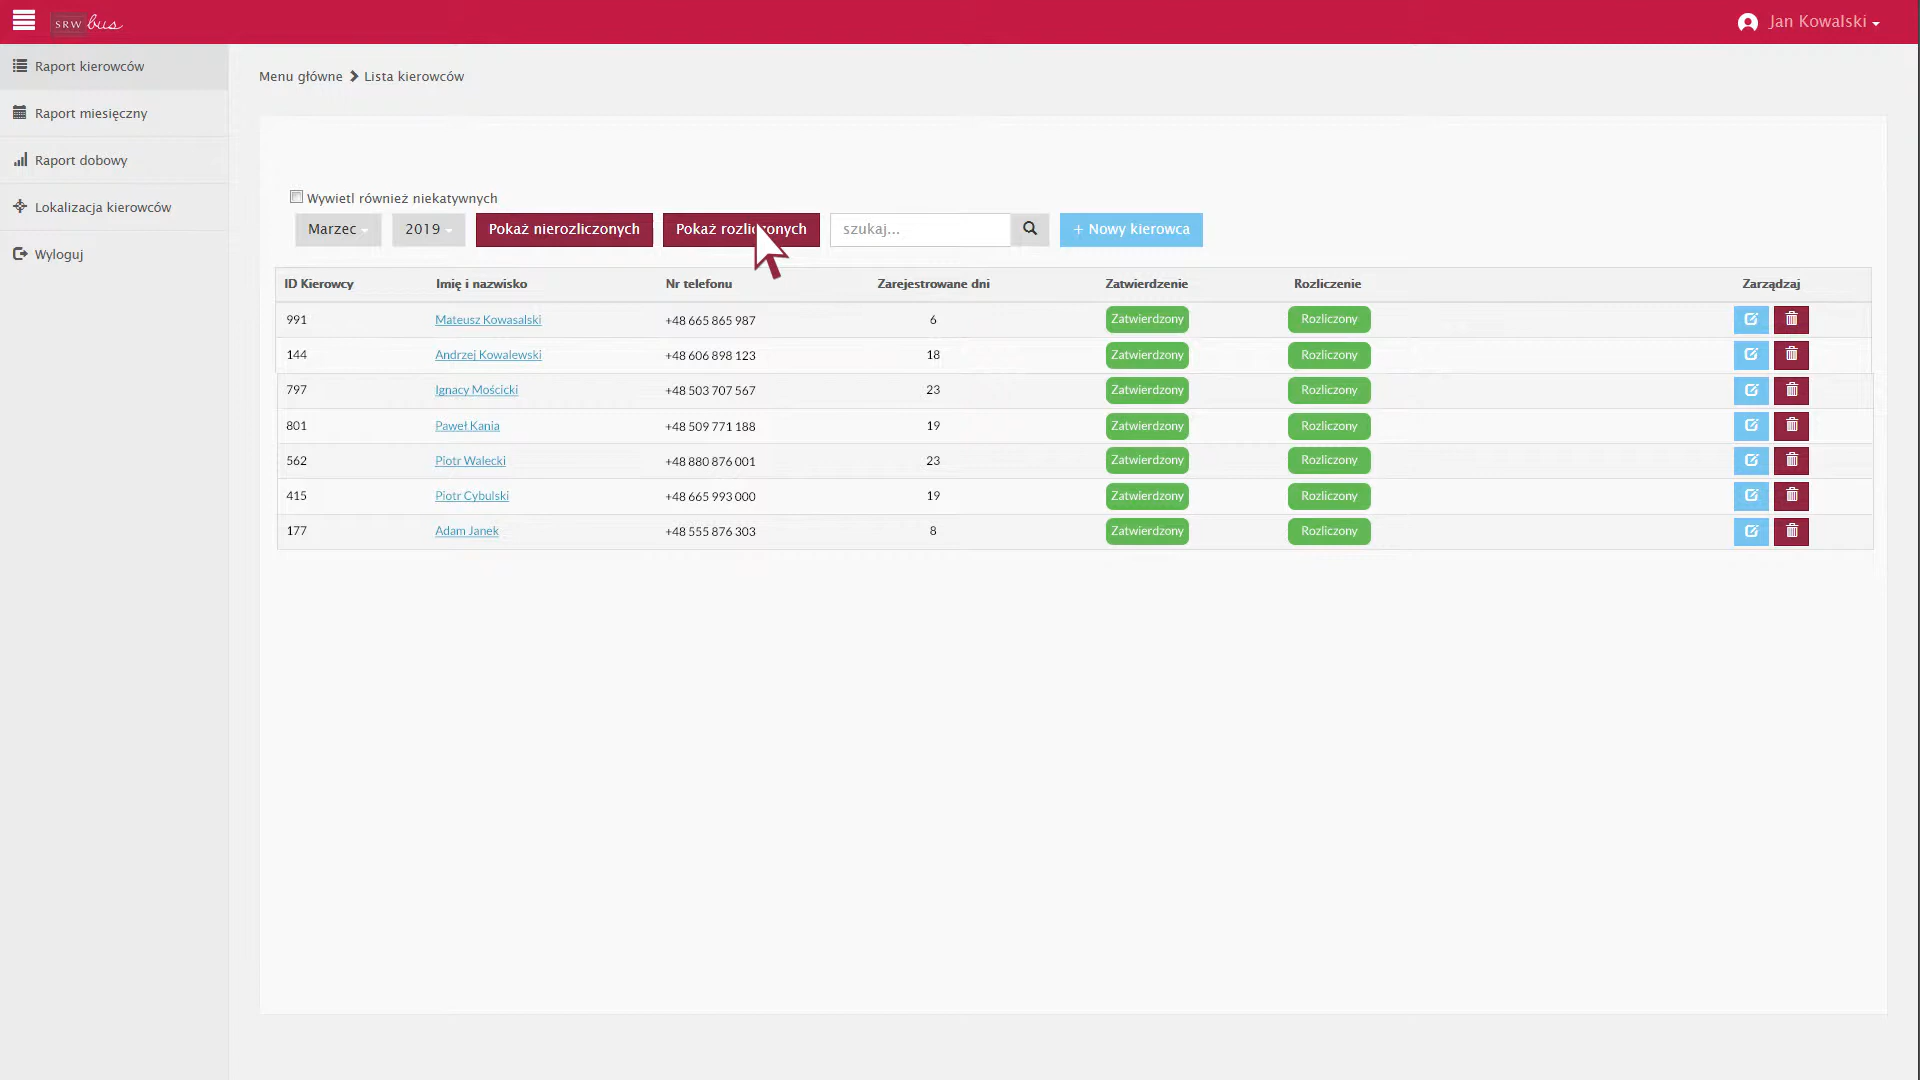 SRW bus
Jan Kowalski
Raport kierowców
Raport miesięczny
Raport dobowy
Lokalizacja kierowców
Wyloguj
Menu główne Lista kierowców
Wywietl również niekatywnych
Marzec 2019 Pokaż nierozliczonych Pokaż rozliczonych szukaj... + Nowy kierowca
ID Kierowcy Imię i nazwisko Nr telefonu Zarejestrowane dni Zatwierdzenie Rozliczenie Zarządzaj
991 Mateusz Kowasalski +48 665 865 987 6 Zatwierdzony Rozliczony
144 Andrzej Kowalewski +48 606 898 123 18 Zatwierdzony Rozliczony
797 Ignacy Mościcki +48 503 707 567 23 Zatwierdzony Rozliczony
801 Paweł Kania +48 509 771 188 19 Zatwierdzony Rozliczony
562 Piotr Walecki +48 880 876 001 23 Zatwierdzony Rozliczony
415 Piotr Cybulski +48 665 993 000 19 Zatwierdzony Rozliczony
177 Adam Janek +48 555 876 303 8 Zatwierdzony Rozliczony